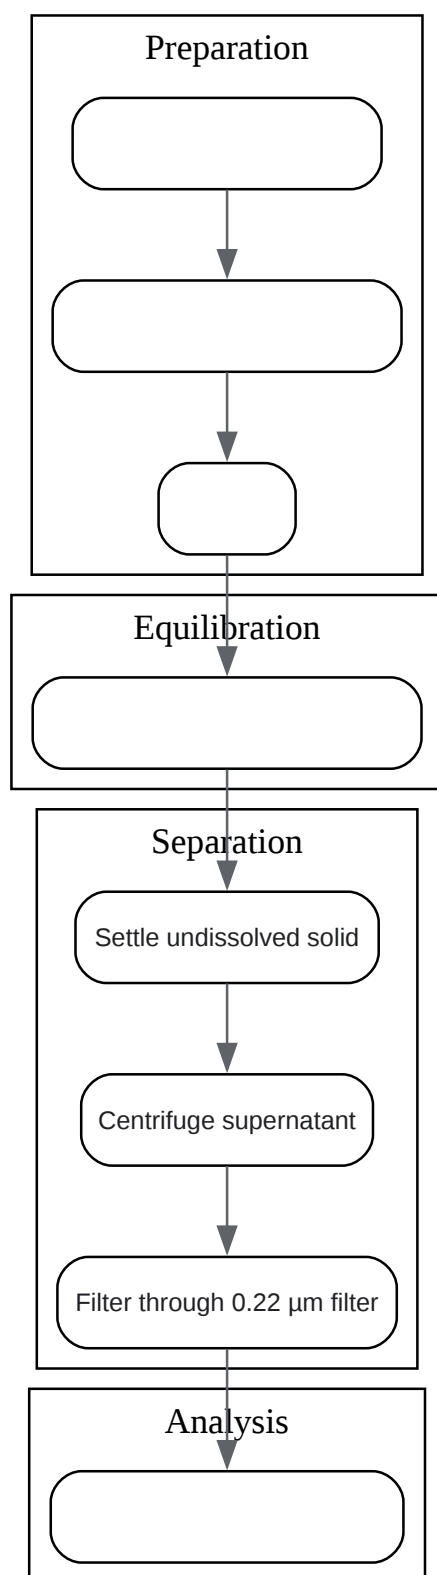 Preparation
Equilibration
Separation
Settle undissolved solid
Centrifuge supernatant
Filter through 0.22 µm filter
Analysis